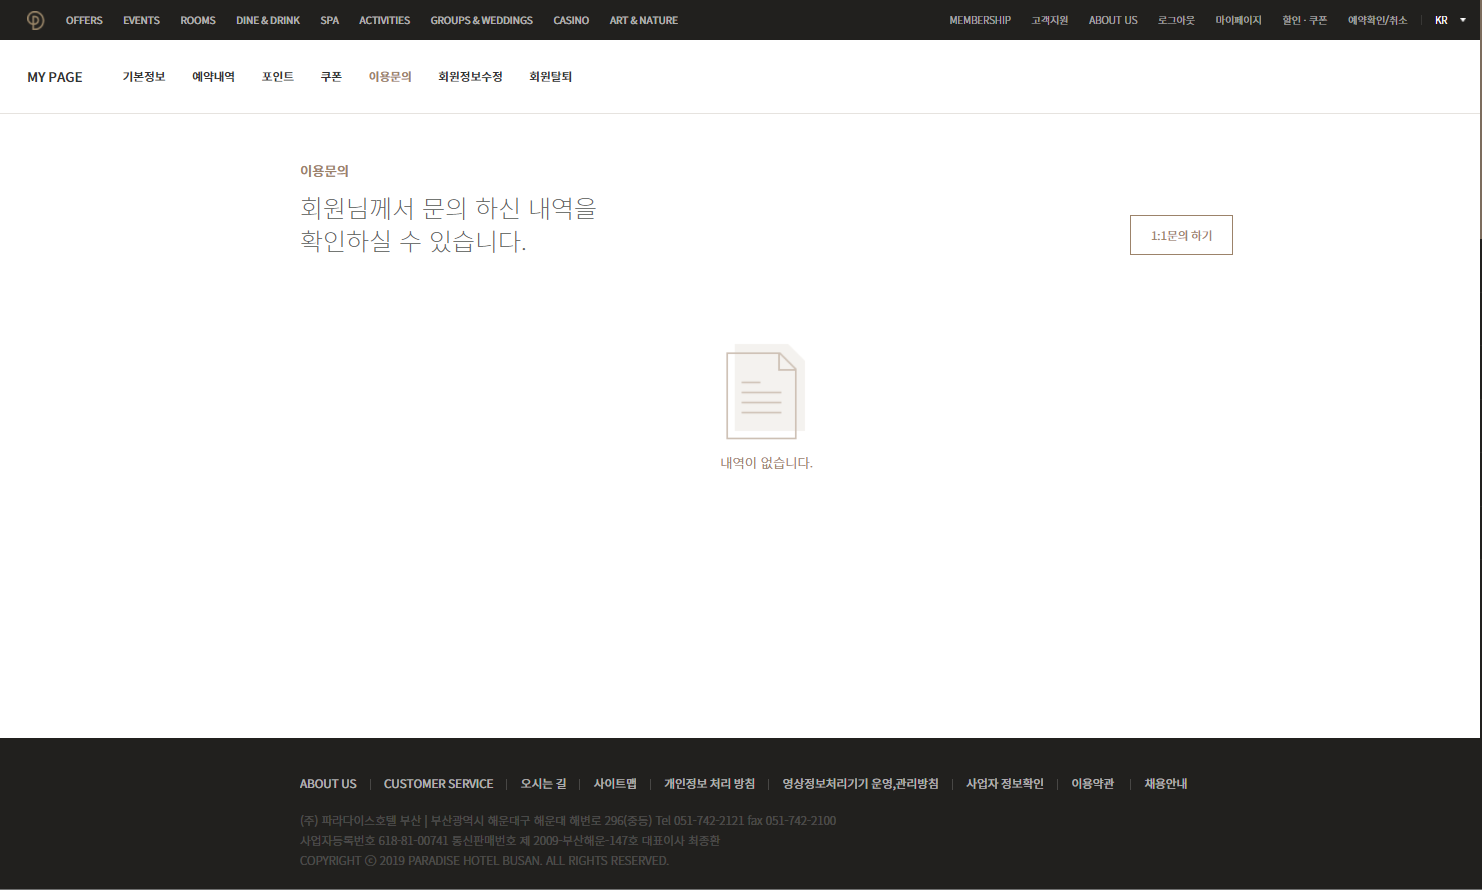 OFFERS EVENTS ROOMS DINE & DRINK SPA ACTIVITIES GROUPS & WEDDINGS CASINO ART & NATURE MEMBERSHIP 고객지원 ABOUT US 로그아웃 마이페이지 할인 · 쿠폰 예약확인/취소 KR
MY PAGE 기본정보 예약내역 포인트 쿠폰 이용문의 회원정보수정 회원탈퇴
이용문의
회원님께서 문의 하신 내역을
확인하실 수 있습니다.
1:1문의 하기
내역이 없습니다.
ABOUT US | CUSTOMER SERVICE | 오시는 길 | 사이트맵 | 개인정보 처리 방침 | 영상정보처리기기 운영,관리방침 | 사업자 정보확인 | 이용약관 | 채용안내
(주) 파라다이스호텔 부산 | 부산광역시 해운대구 해운대 해변로 296(중동) Tel 051-742-2121 fax 051-742-2100
사업자등록번호 618-81-00741 통신판매번호 제 2009-부산해운-147호 대표이사 최종환
COPYRIGHT ⓒ 2019 PARADISE HOTEL BUSAN. ALL RIGHTS RESERVED.